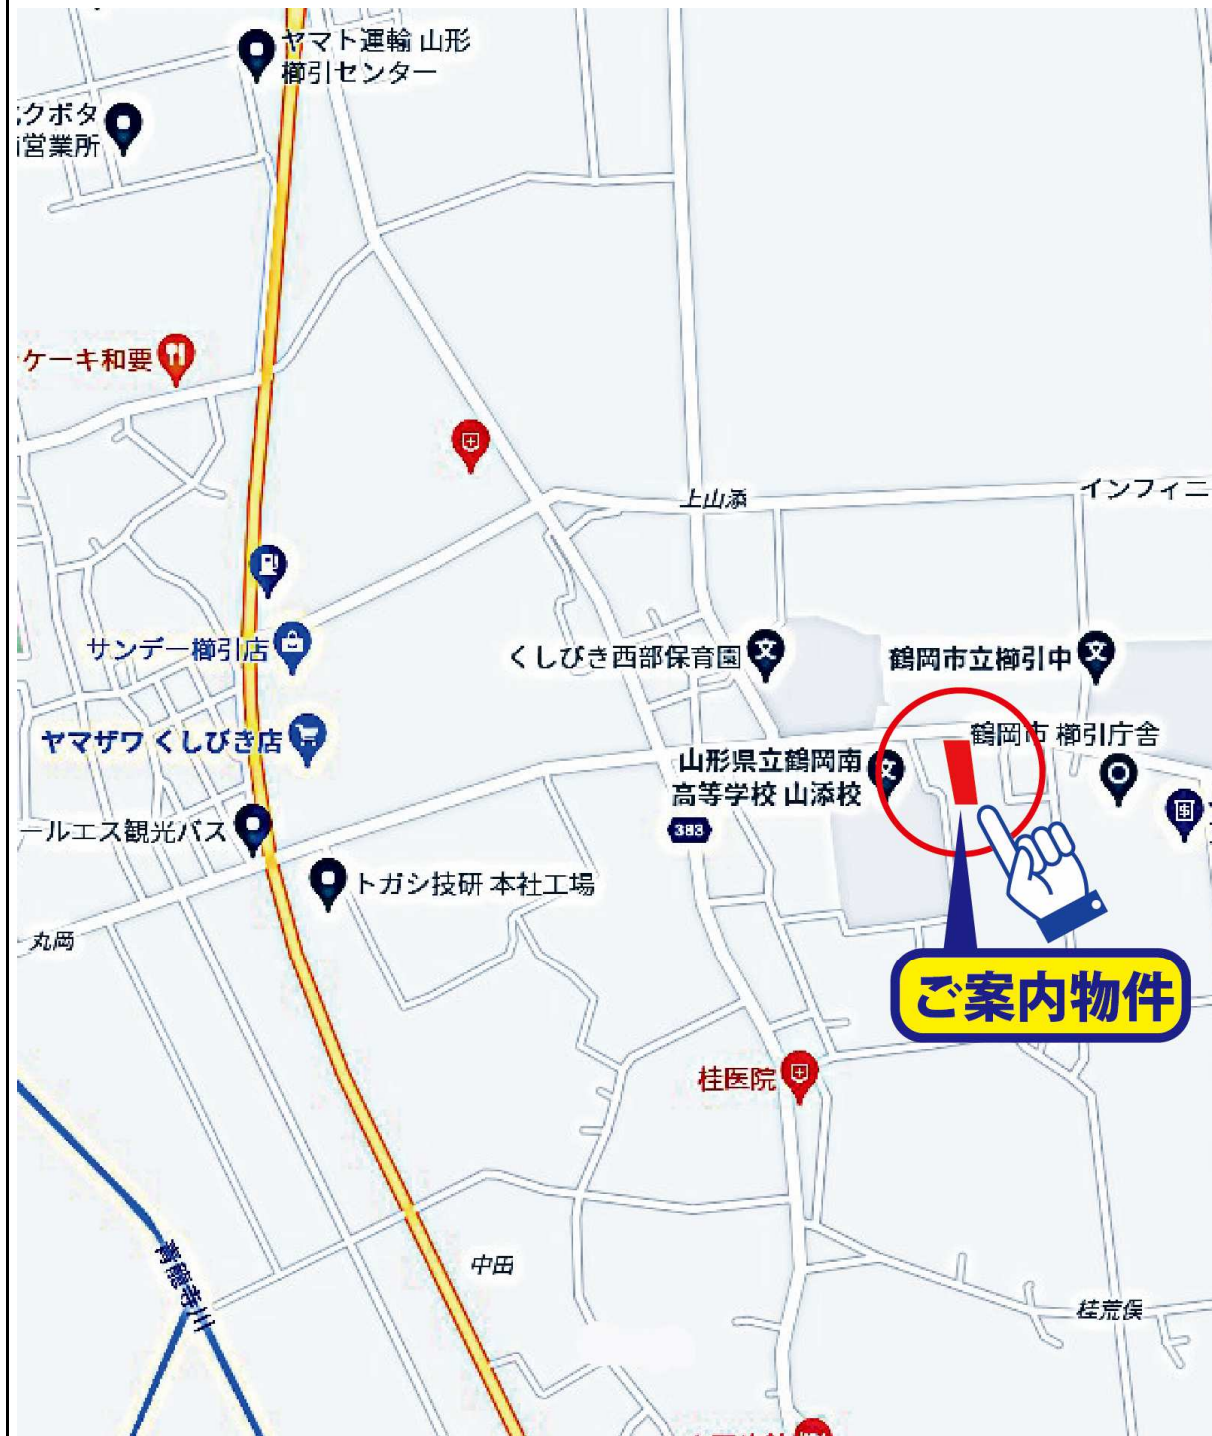 ヤマト運輸 山形
櫛引センター
クボタ
営業所
ケーキ和要
上山添
インフィニ
サンデー櫛引店
くしびき西部保育園
鶴岡市立櫛引中
ヤマザワ くしびき店
鶴岡市 櫛引庁舎
山形県立鶴岡南
高等学校 山添校
383
ールエス観光バス
トガシ技研 本社工場
丸岡
ご案内物件
桂医院
青龍寺川
中田
桂荒俣